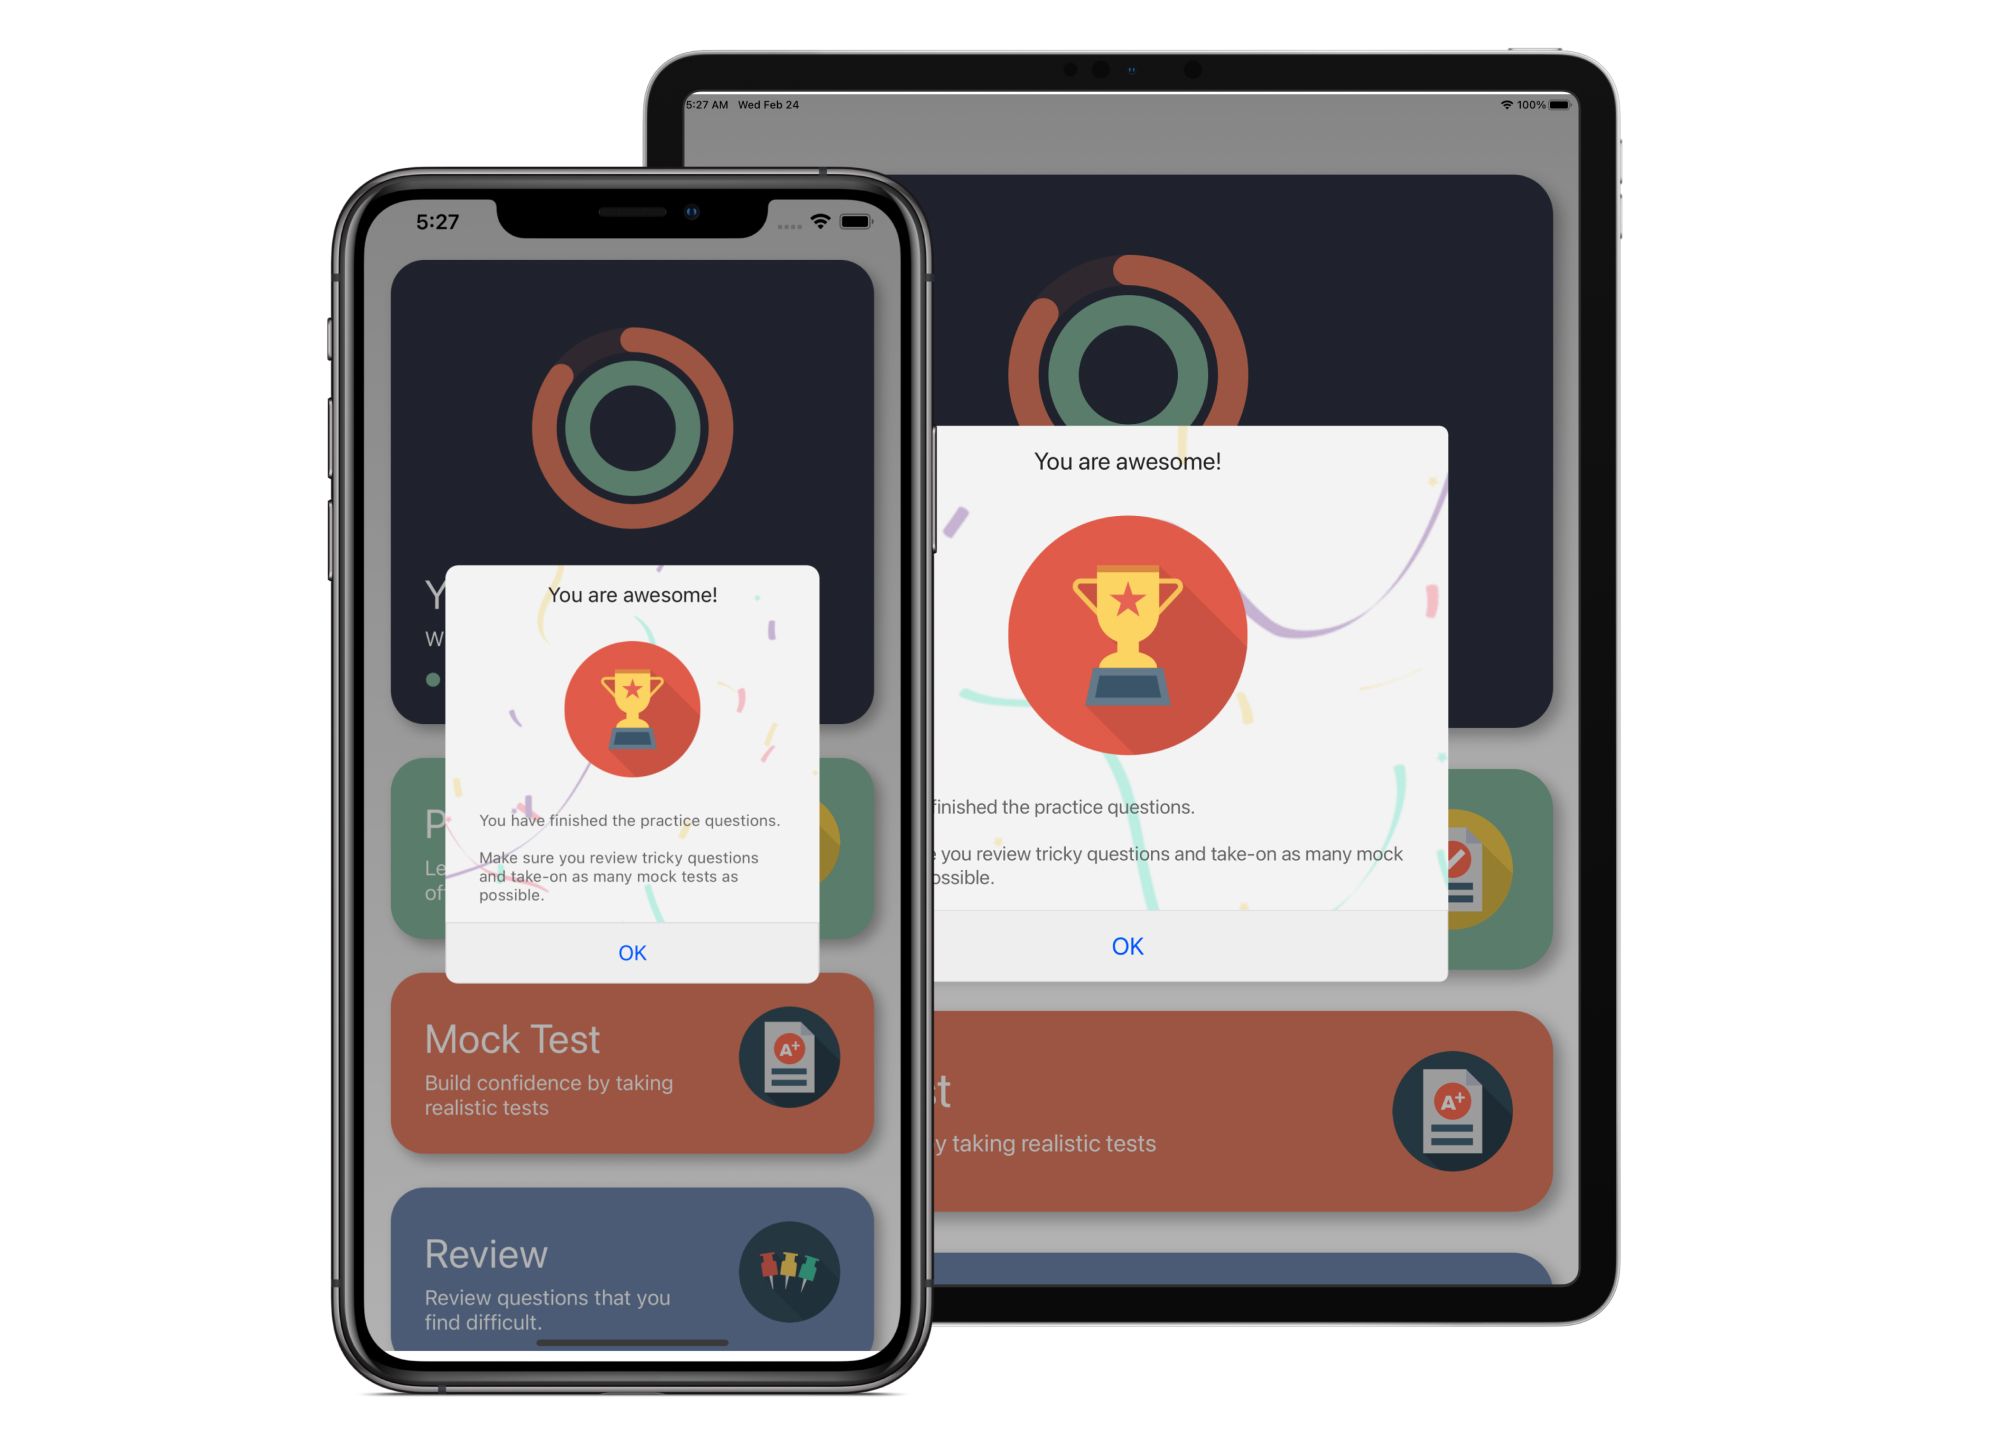 5:27
You are awesome!
You have finished the practice questions.
Make sure you review tricky questions
and take-on as many mock tests as
possible.
OK
Mock Test
Build confidence by taking
realistic tests
A+
Review
Review questions that you
find difficult.
5:27 AM Wed Feb 24
100%
You are awesome!
finished the practice questions.
you review tricky questions and take-on as many mock
OK
taking realistic tests
A+